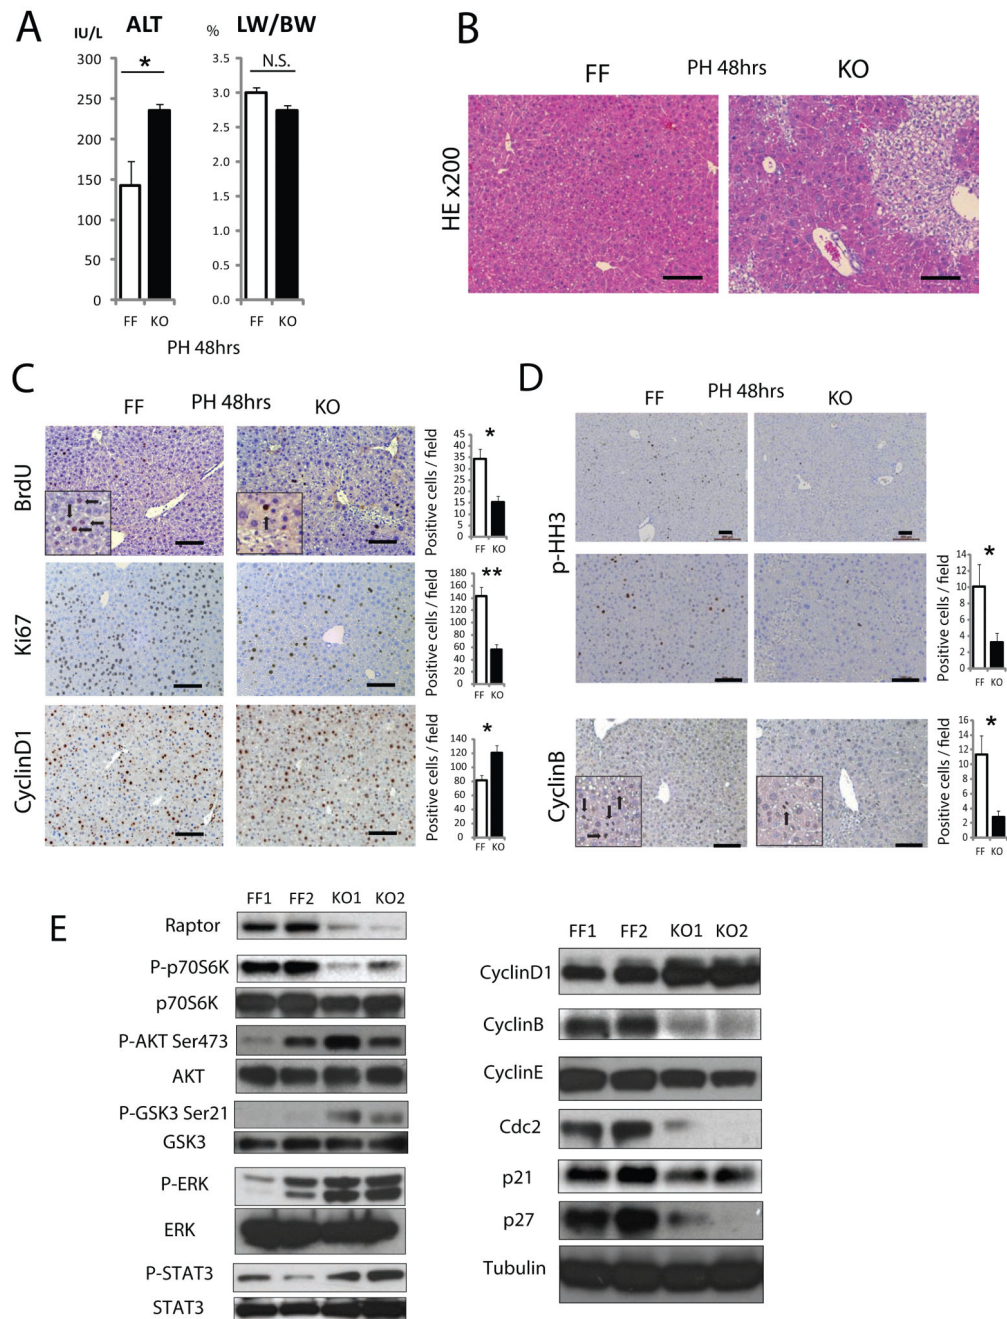 A
IU/L ALT
300
250
200
150
100
50
0
*
FF KO
% LW/BW
3.5
3.0
2.5
2.0
1.5
1.0
0.5
0.0
N.S.
FF KO
PH 48hrs
B
FF PH 48hrs KO
HE x200
C
FF PH 48hrs KO
BrdU
Positive cells / field
45
40
35
30
25
20
15
10
5
0
*
FF KO
Ki67
Positive cells / field
180
160
140
120
100
80
60
40
20
0
**
FF KO
CyclinD1
Positive cells / field
140
120
100
80
60
40
20
0
*
FF KO
D
FF PH 48hrs KO
p-HH3
Positive cells / field
14
12
10
8
6
4
2
0
*
FF KO
CyclinB
Positive cells / field
16
14
12
10
8
6
4
2
0
*
FF KO
E
FF1 FF2 KO1 KO2
Raptor
P-p70S6K
p70S6K
P-AKT Ser473
AKT
P-GSK3 Ser21
GSK3
P-ERK
ERK
P-STAT3
STAT3
FF1 FF2 KO1 KO2
CyclinD1
CyclinB
CyclinE
Cdc2
p21
p27
Tubulin